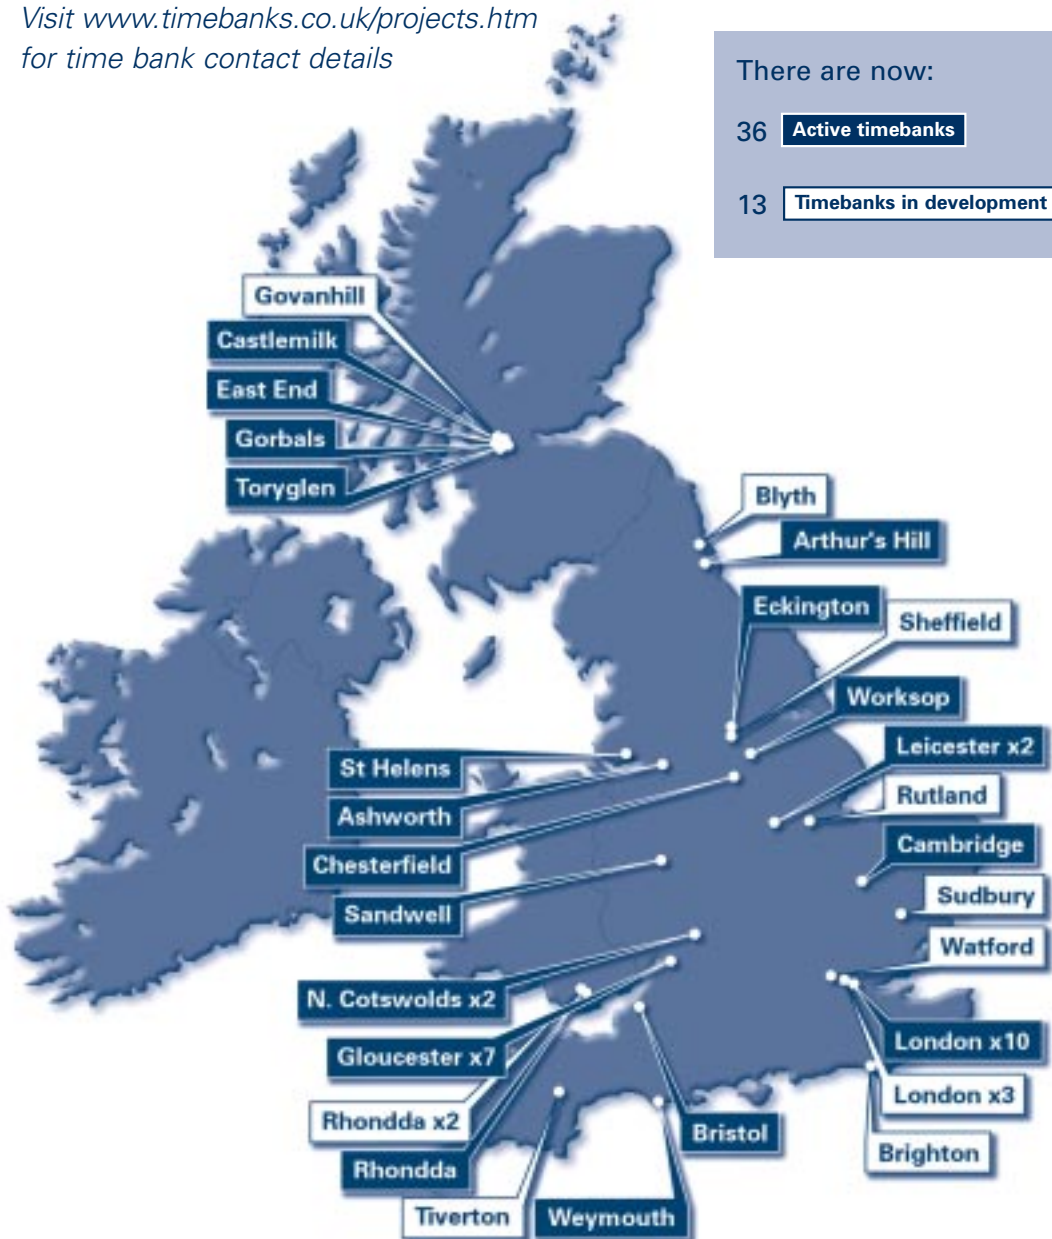 Visit www.timebanks.co.uk/projects.htm
for time bank contact details
There are now:
36 Active timebanks
13 Timebanks in development
Govanhill
Castlemilk
East End
Gorbals
Toryglen
Blyth
Arthur's Hill
Eckington
Sheffield
Worksop
Leicester x2
Rutland
Cambridge
Sudbury
Watford
St Helens
Ashworth
Chesterfield
Sandwell
N. Cotswolds x2
Gloucester x7
Rhondda x2
Rhondda
Tiverton
Weymouth
Bristol
London x10
London x3
Brighton